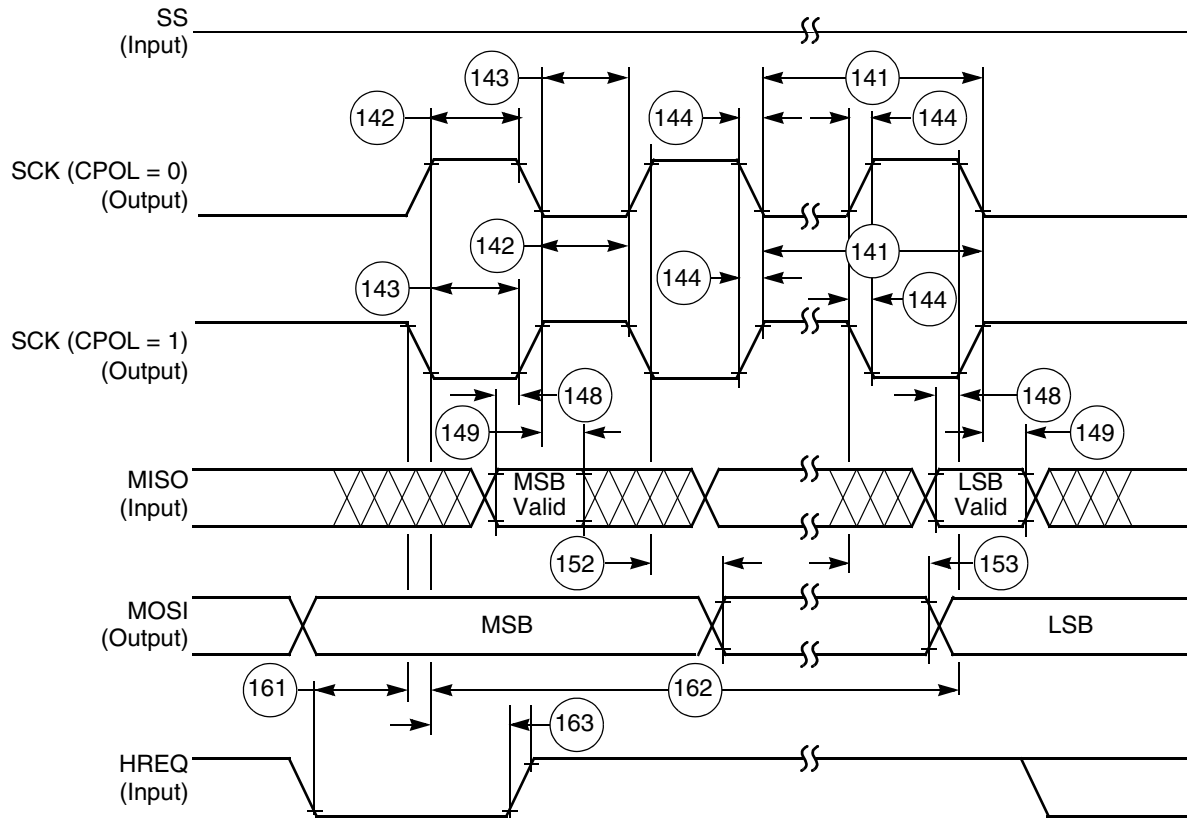 SS
(Input)
143
141
142
144
144
SCK (CPOL = 0)
(Output)
142
141
144
143
144
SCK (CPOL = 1)
(Output)
148
148
149
149
MISO
(Input)
MSB
Valid
LSB
Valid
152
153
MOSI
(Output)
MSB
LSB
161
162
163
HREQ
(Input)